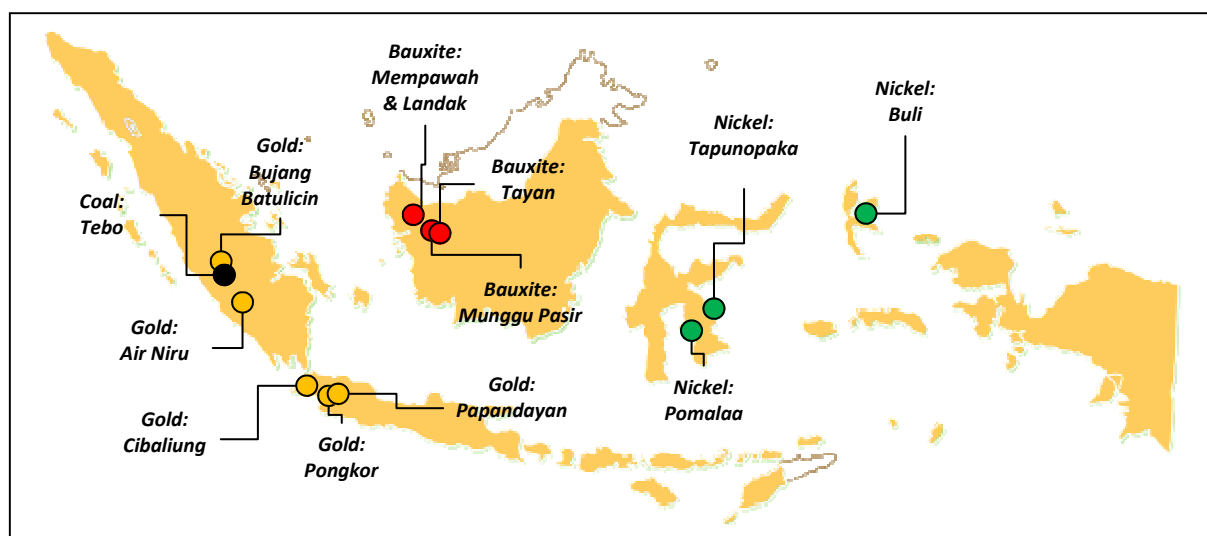 Bauxite:
Mempawah
& Landak
Nickel:
Buli
Nickel:
Tapunopaka
Gold:
Bujang
Batulicin
Bauxite:
Tayan
Coal:
Tebo
Bauxite:
Munggu Pasir
Gold:
Air Niru
Gold:
Papandayan
Nickel:
Pomalaa
Gold:
Cibaliung
Gold:
Pongkor